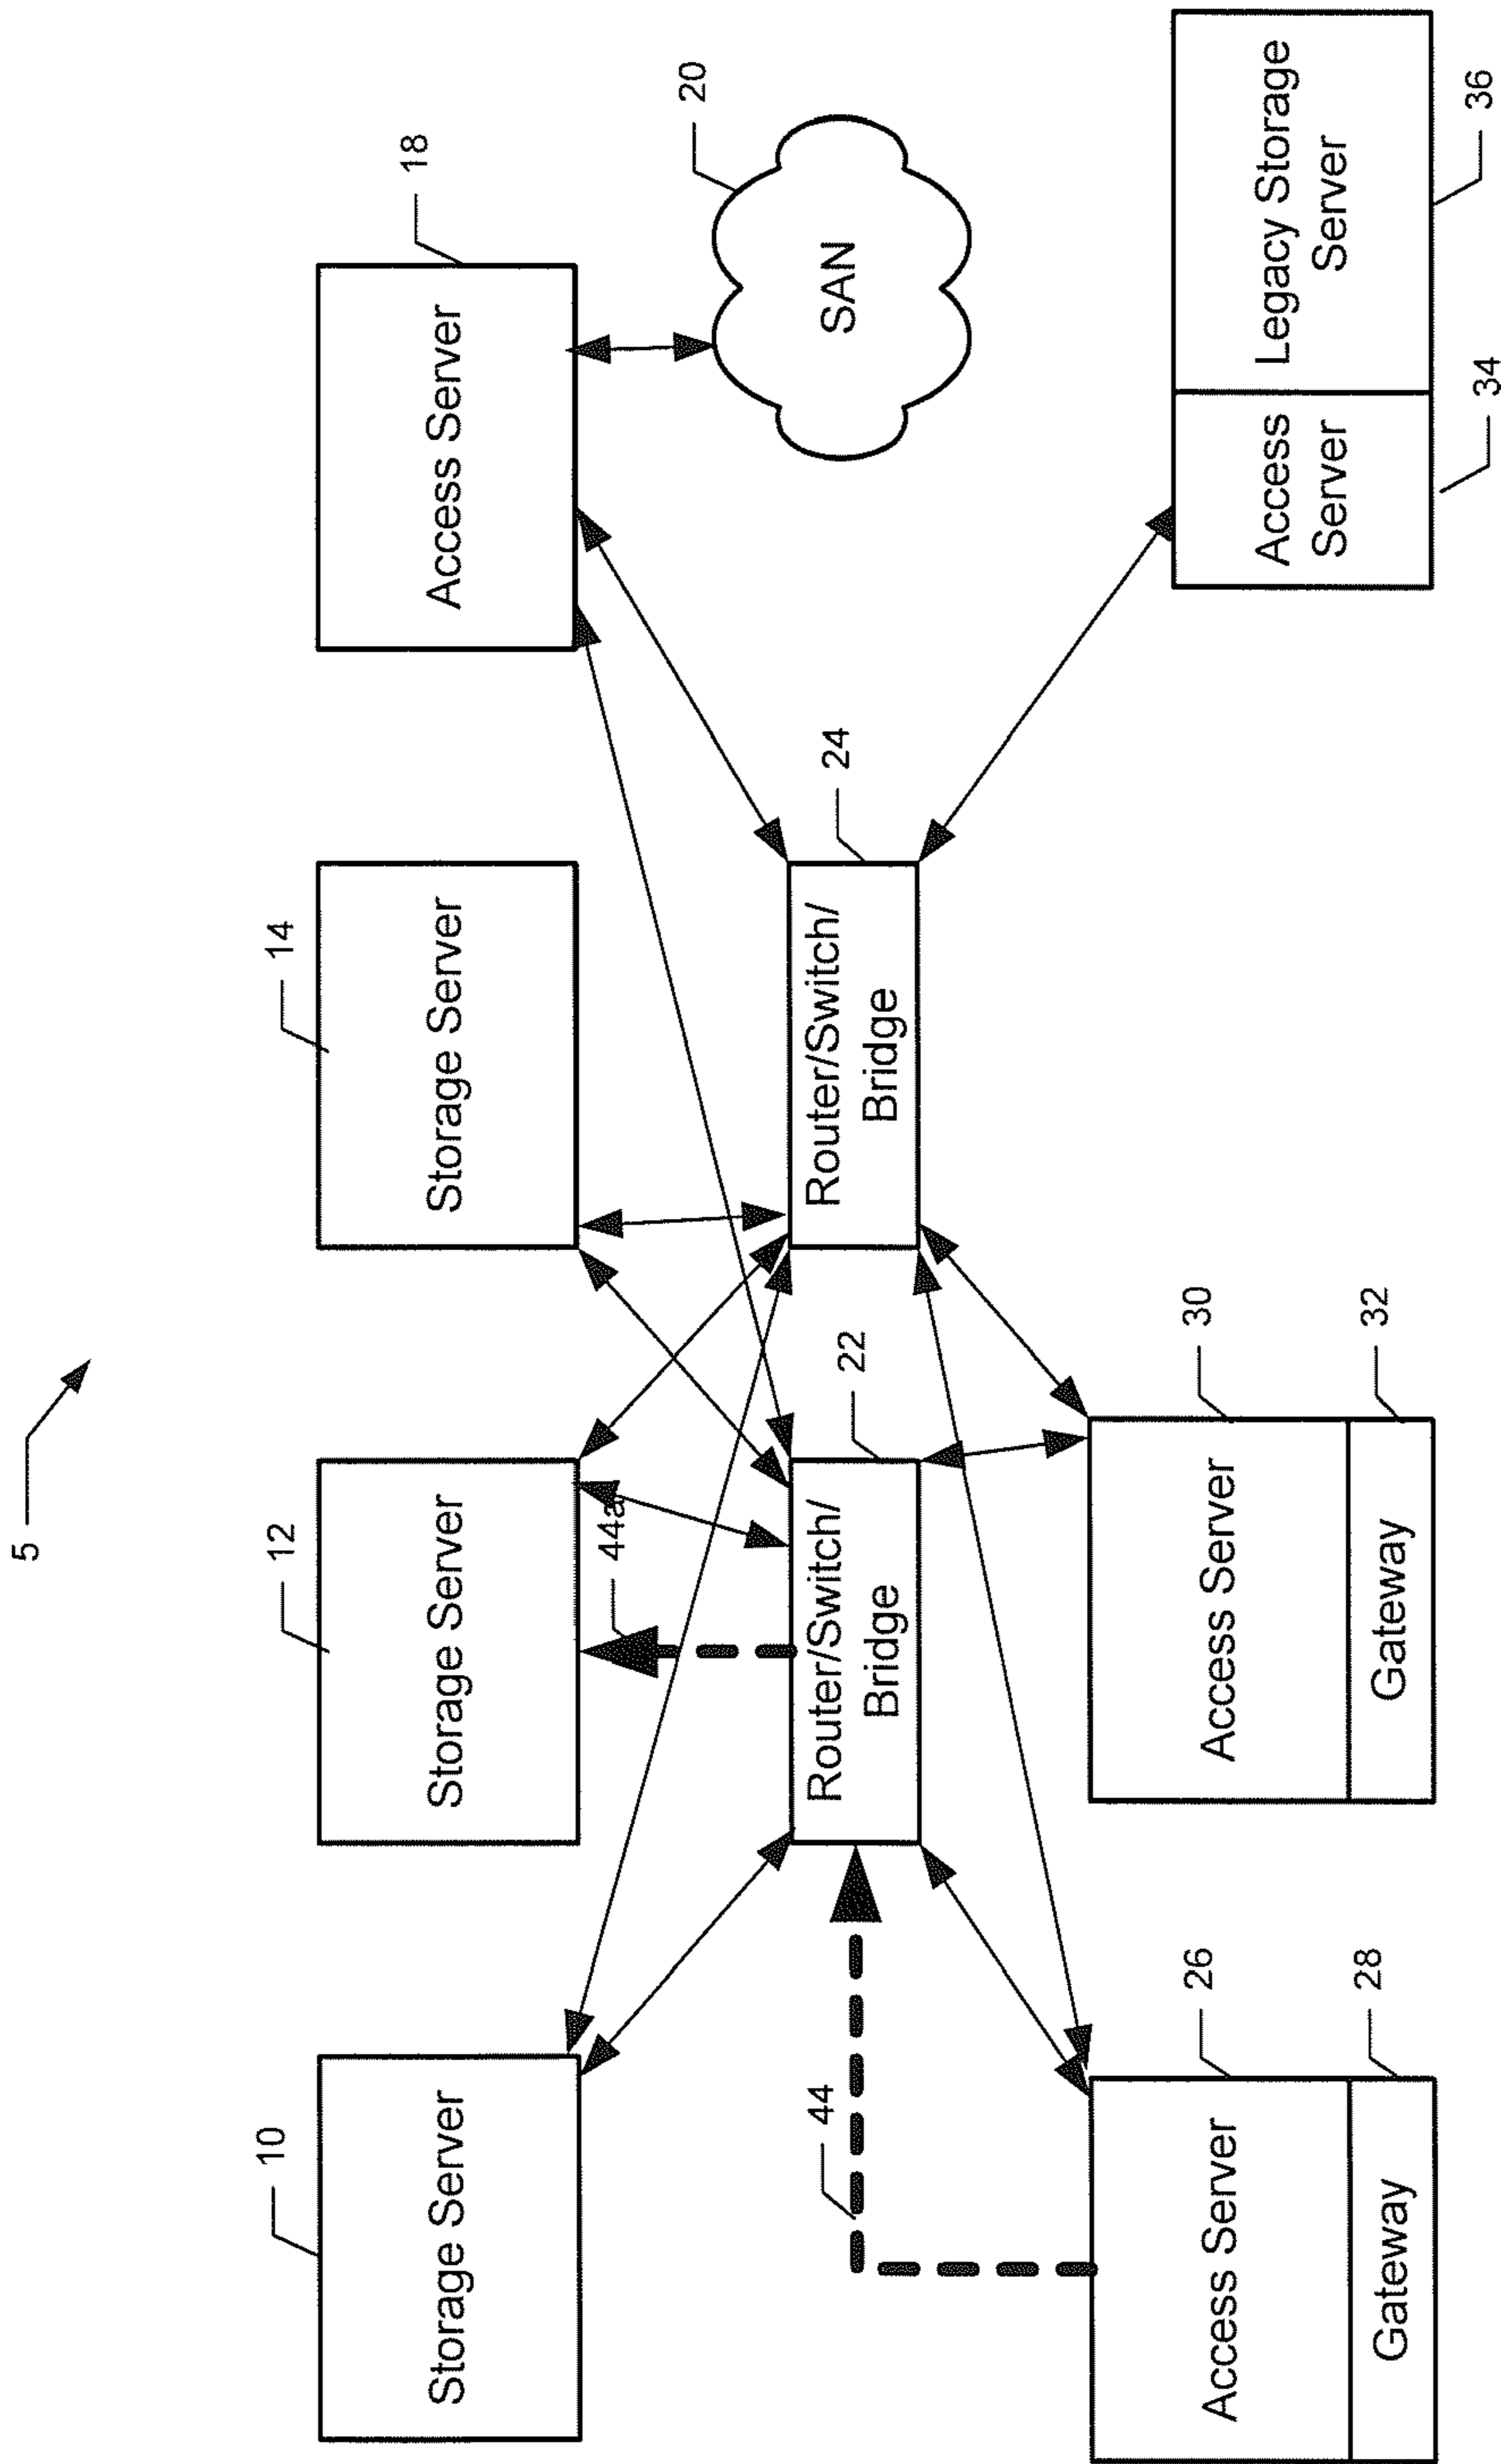 5
10
Storage Server
12
Storage Server
14
Storage Server
18
Access Server
44a
20
SAN
22
Router/Switch/
Bridge
24
Router/Switch/
Bridge
44
26
Access Server
28
Gateway
30
Access Server
32
Gateway
Access
Server
34
Legacy Storage
Server
36